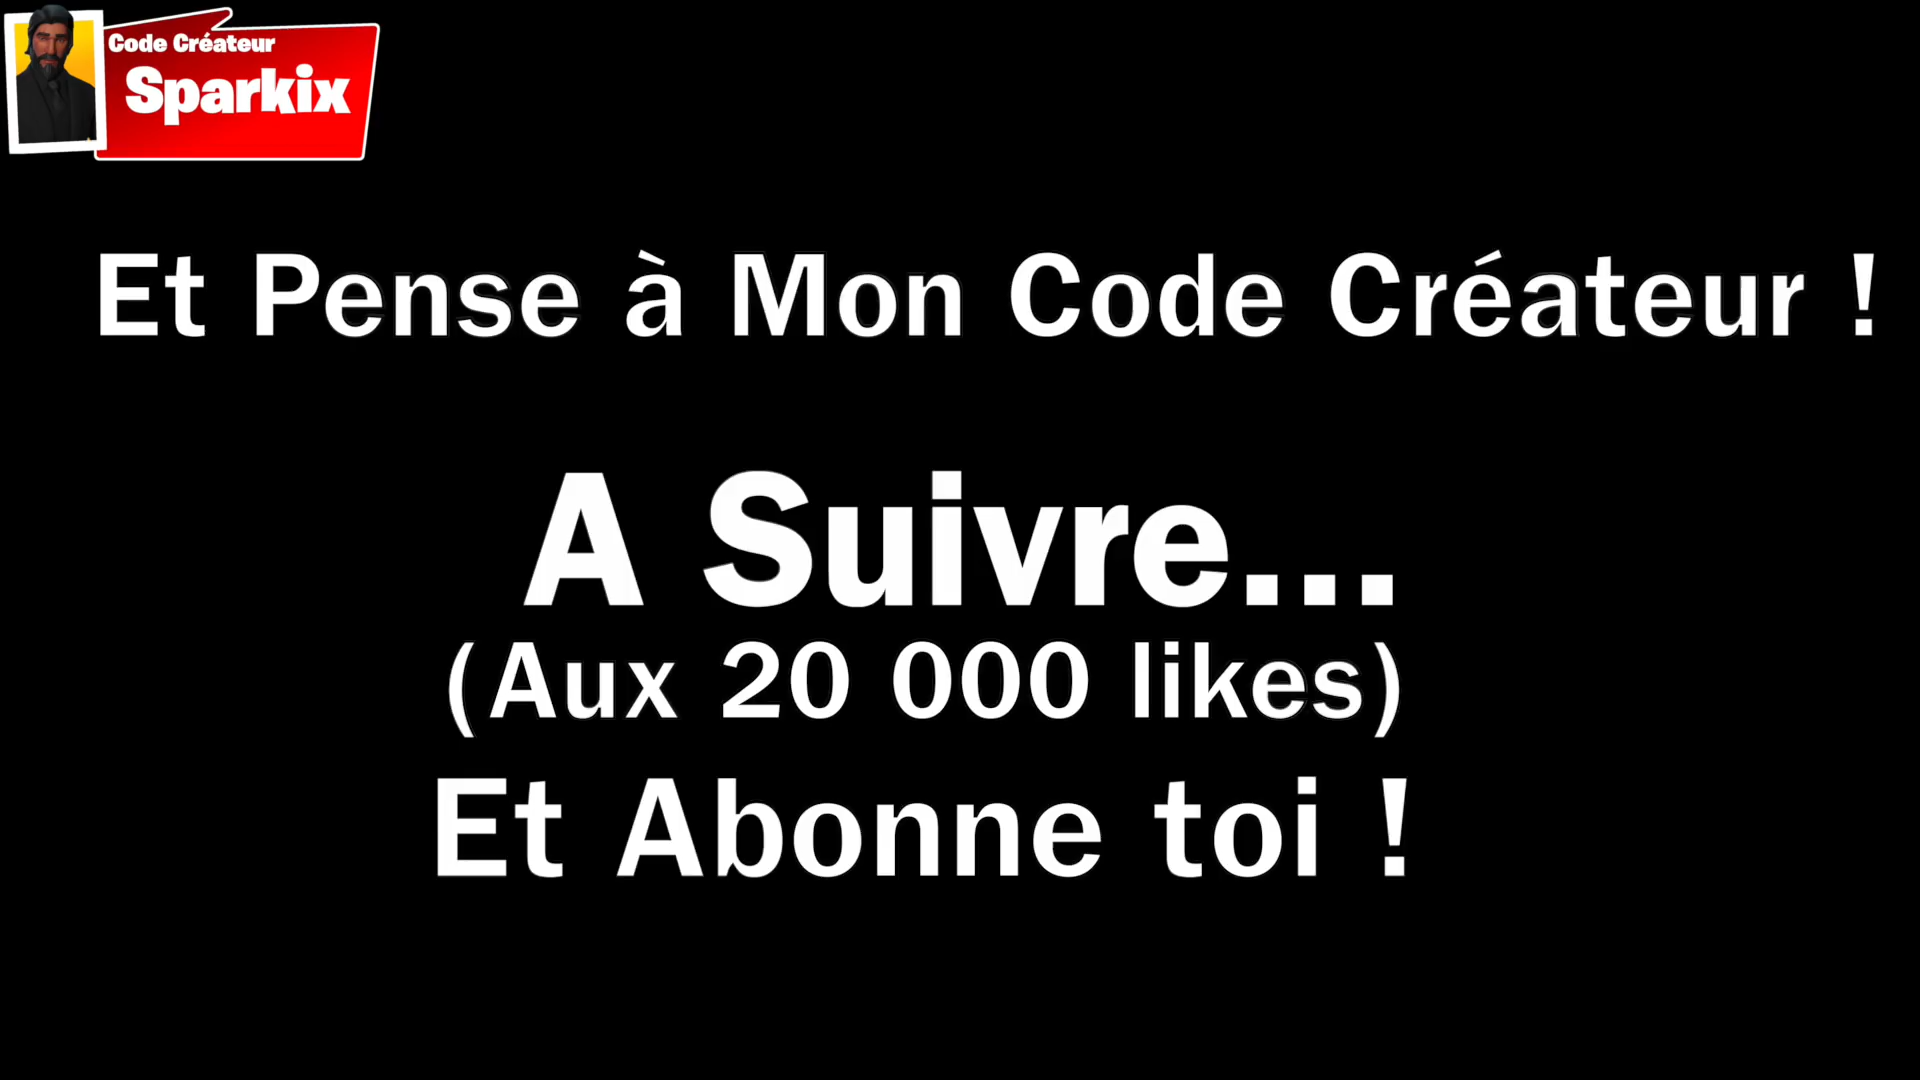 Code Créateur
Sparkix
Et Pense à Mon Code Créateur !
A Suivre...
(Aux 20 000 likes)
Et Abonne toi !